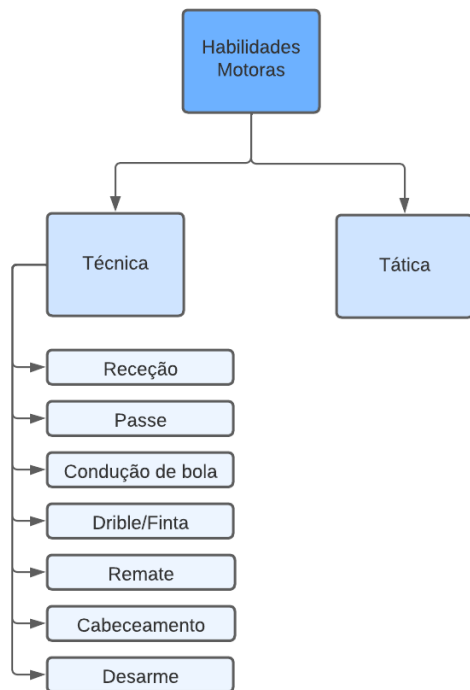 Habilidades
Motoras
Técnica
Tática
Receção
Passe
Condução de bola
Drible/Finta
Remate
Cabeceamento
Desarme